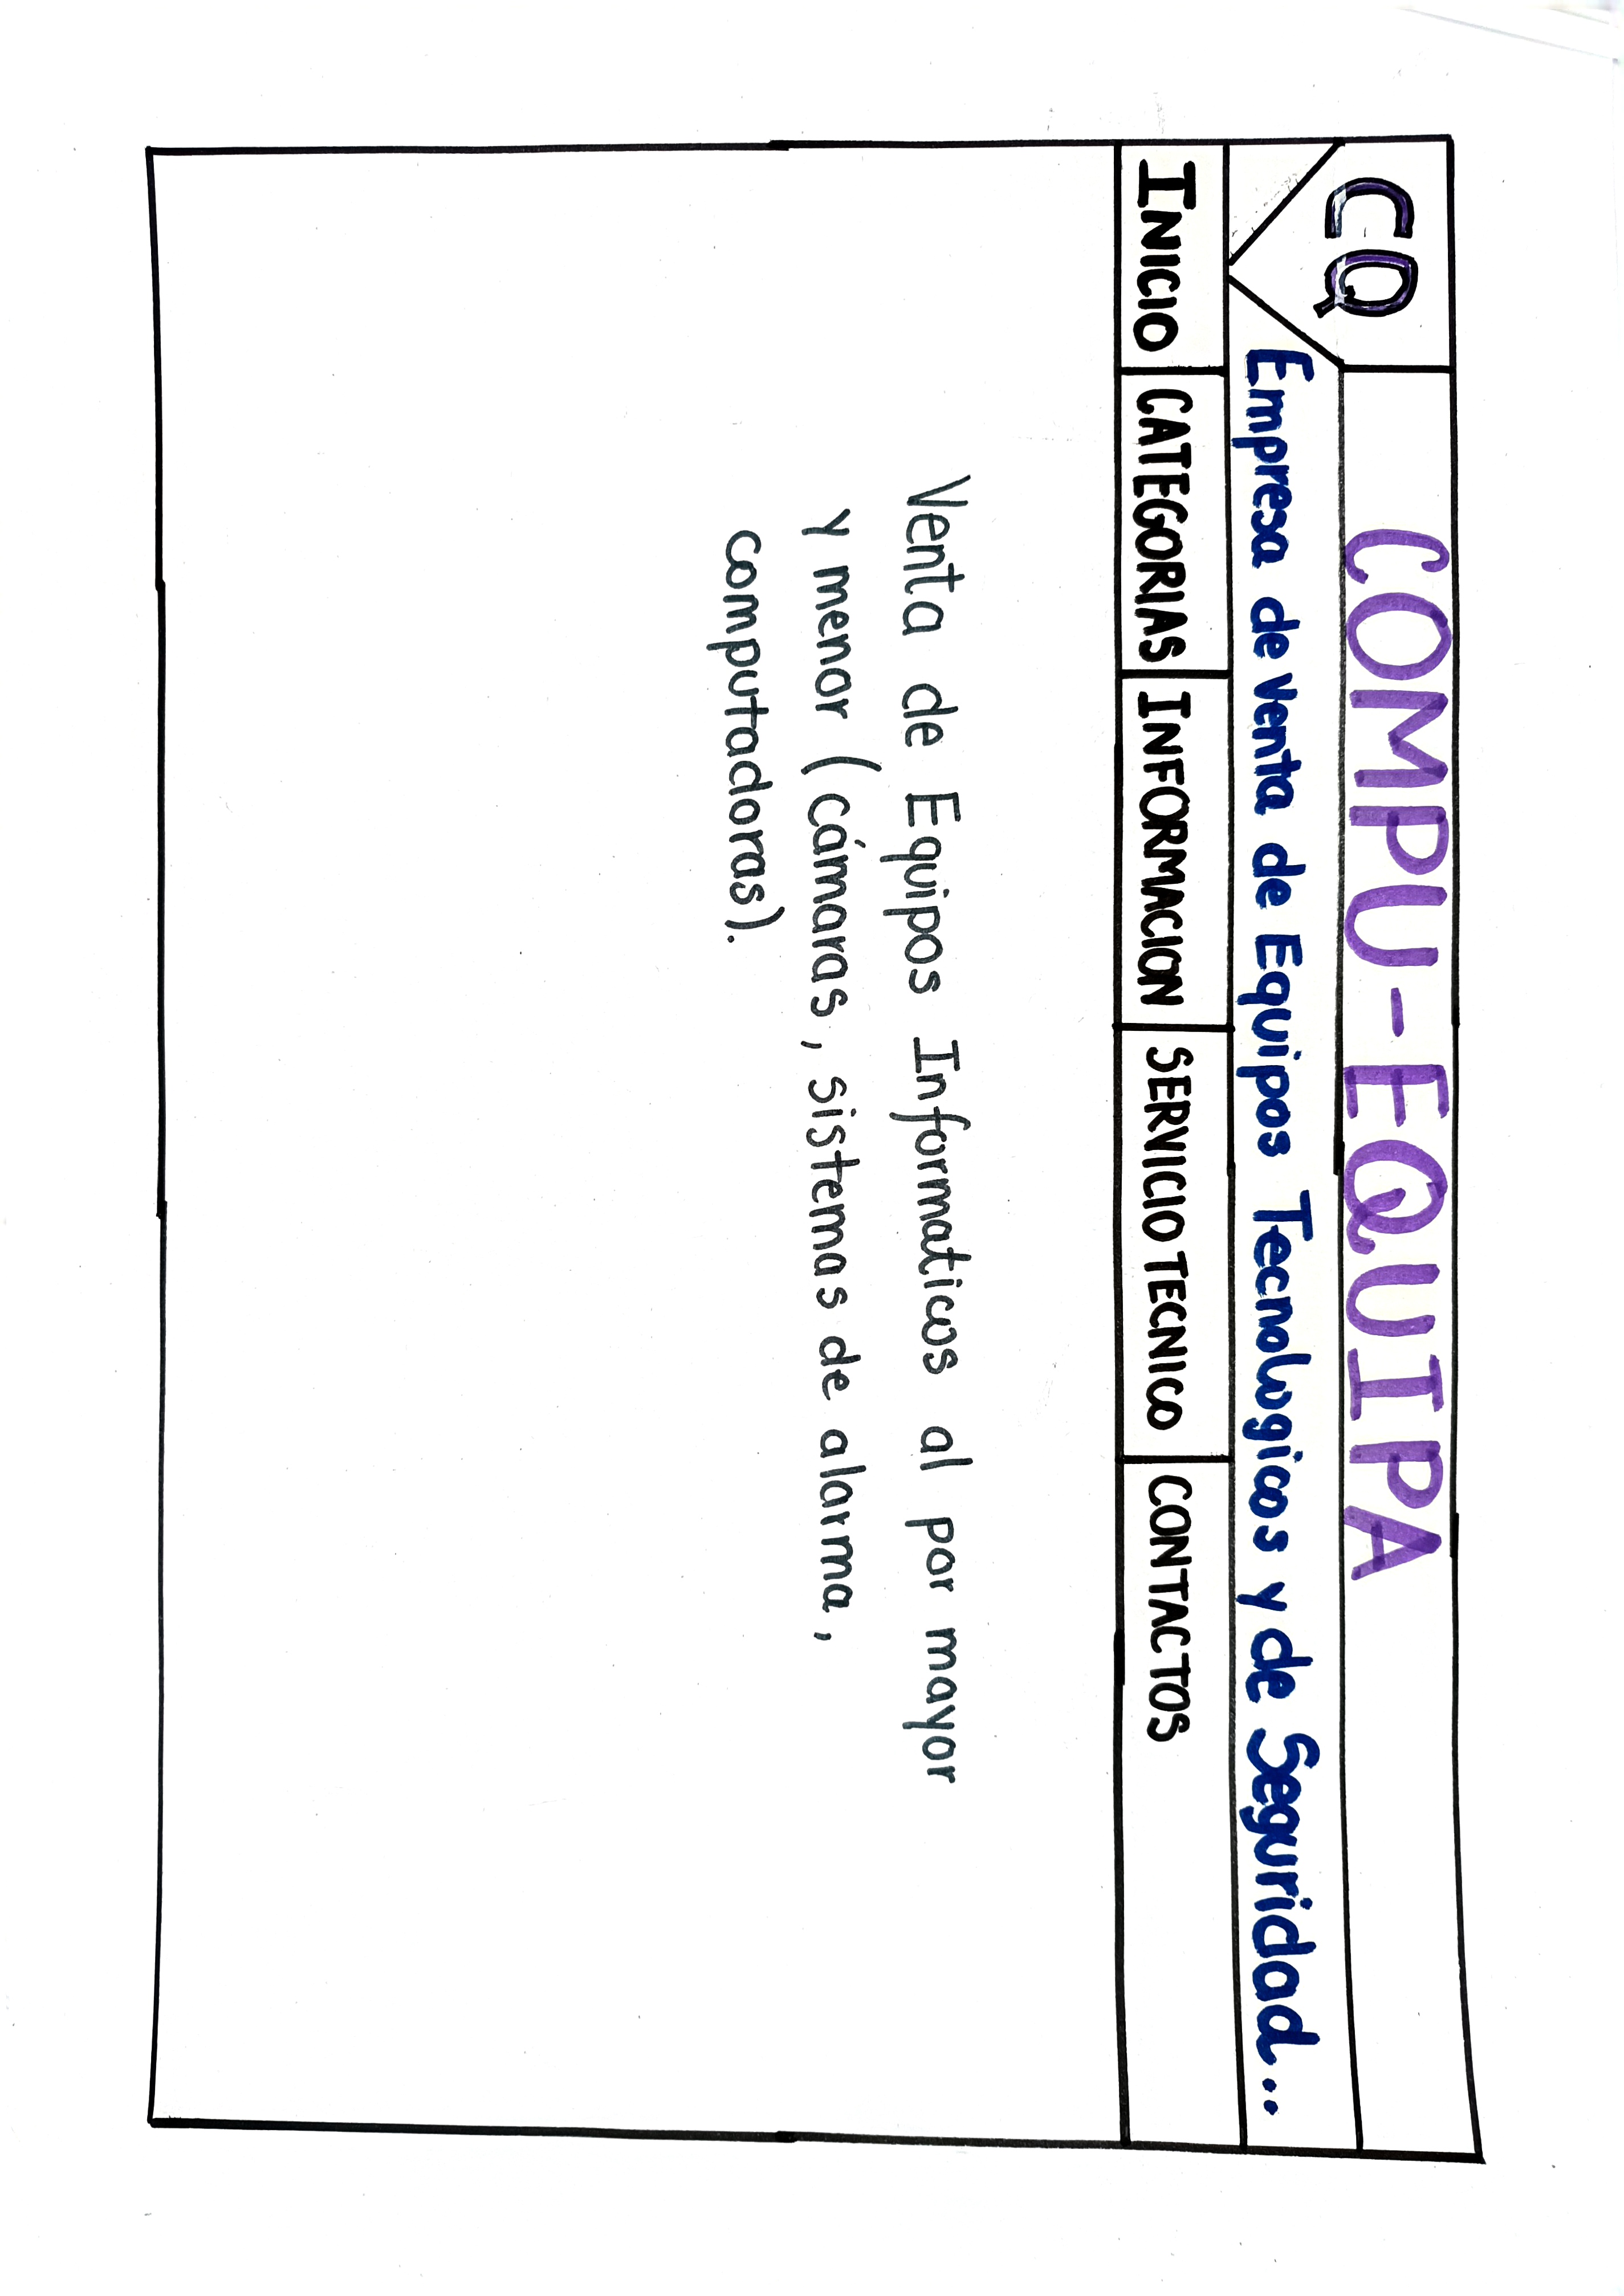 CQ
COMPU-EQUIPA
Empresa de Venta de Equipos Tecnologicos y de Seguridad...
INICIO
CATEGORIAS
INFORMACION
SERVICIO TECNICO
CONTACTOS
Venta de Equipos Informaticos al por mayor
y menor (cámaras, sistemas de alarma,
computadoras).